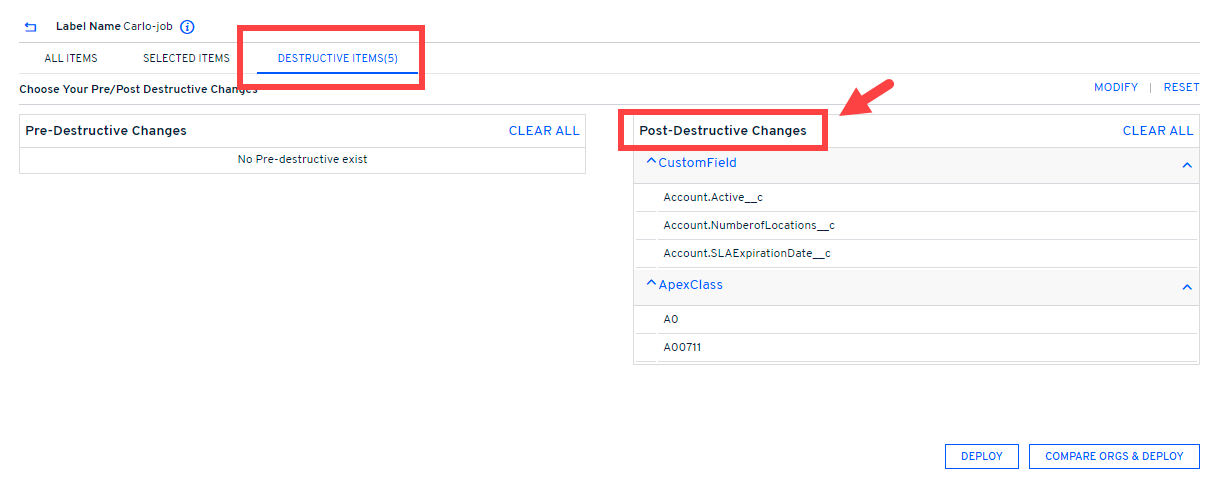 Label Name Carlo-job
ALL ITEMS SELECTED ITEMS DESTRUCTIVE ITEMS(5)
Choose Your Pre/Post Destructive Changes
MODIFY | RESET
Pre-Destructive Changes CLEAR ALL
No Pre-destructive exist
Post-Destructive Changes CLEAR ALL
CustomField
Account.Active__c
Account.NumberofLocations__c
Account.SLAExpirationDate__c
ApexClass
A0
A00711
DEPLOY COMPARE ORGS & DEPLOY